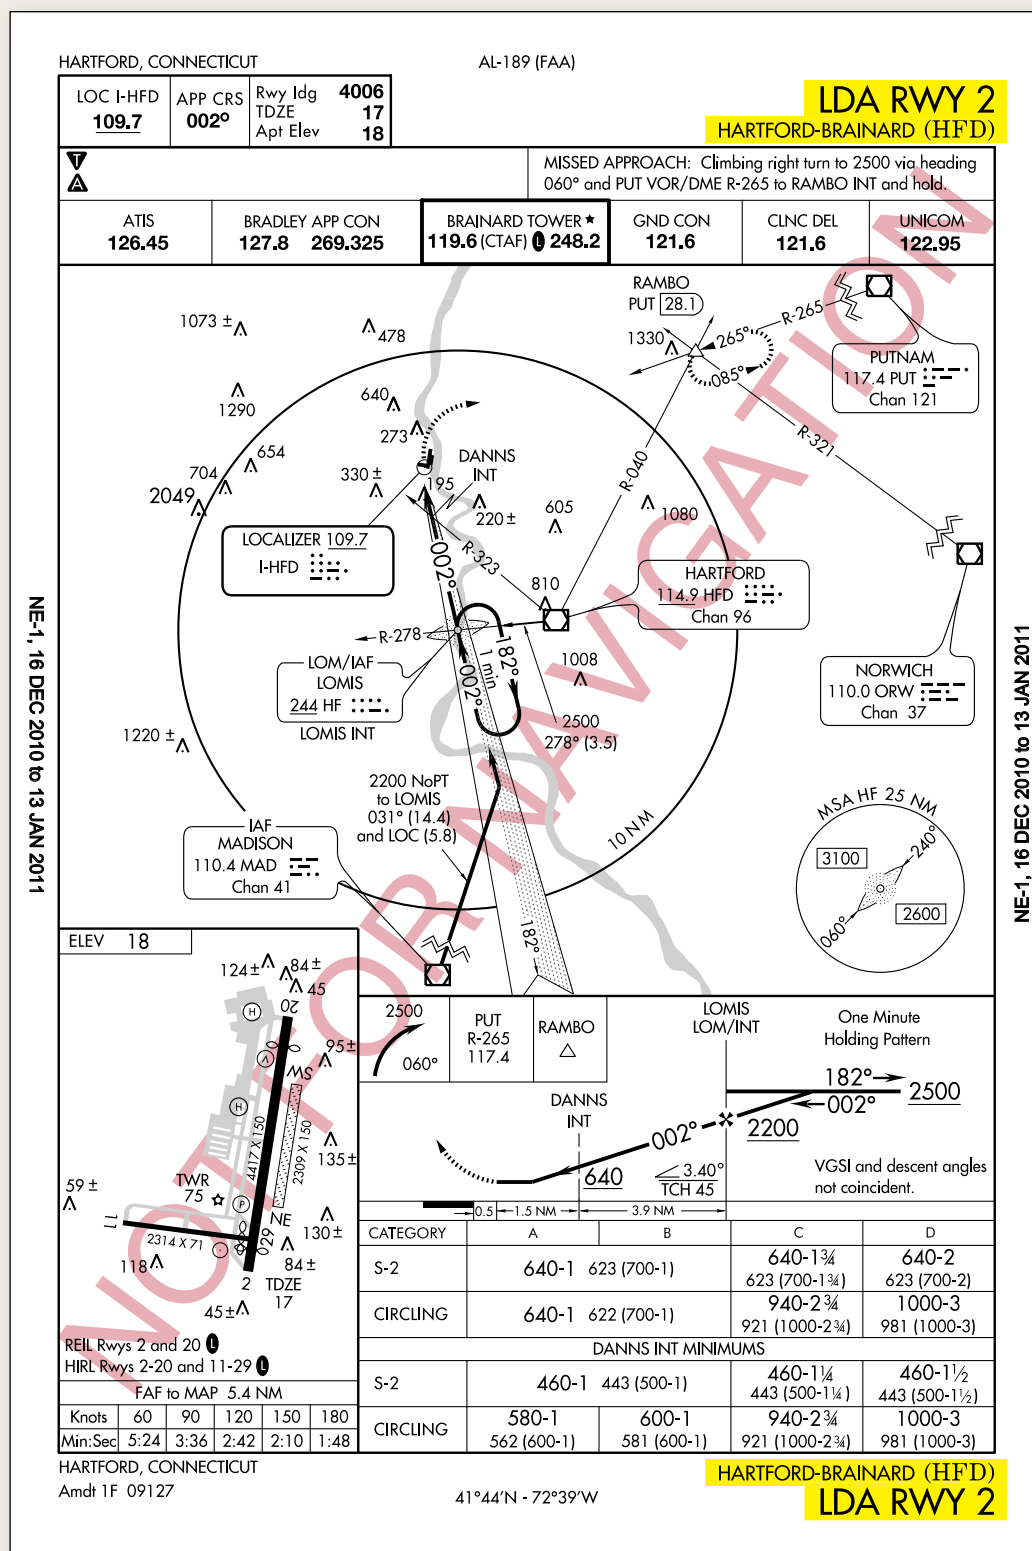 HARTFORD, CONNECTICUT
AL-189 (FAA)
LOC I-HFD
109.7
APP CRS
002°
Rwy ldg 4006
TDZE 17
Apt Elev 18
LDA RWY 2
HARTFORD-BRAINARD (HFD)
T
A
MISSED APPROACH: Climbing right turn to 2500 via heading
060° and PUT VOR/DME R-265 to RAMBO INT and hold.
ATIS
126.45
BRADLEY APP CON
127.8 269.325
BRAINARD TOWER ★
119.6 (CTAF) L 248.2
GND CON
121.6
CLNC DEL
121.6
UNICOM
122.95
NOT FOR NAVIGATION
RAMBO
PUT 28.1
1330
265°
085°
R-265
PUTNAM
117.4 PUT
Chan 121
R-321
R-040
1073 ±
478
1290
640
273
654
704
2049
330 ±
195
DANNS
INT
220 ±
605
1080
LOCALIZER 109.7
I-HFD
R-323
002°
810
HARTFORD
114.9 HFD
Chan 96
R-278
LOM/IAF
LOMIS
244 HF
LOMIS INT
182°
1 min
002°
1008
2500
278° (3.5)
NORWICH
110.0 ORW
Chan 37
1220 ±
2200 NoPT
to LOMIS
031° (14.4)
and LOC (5.8)
IAF
MADISON
110.4 MAD
Chan 41
10 NM
182°
MSA HF 25 NM
3100
240°
2600
060°
NE-1, 16 DEC 2010 to 13 JAN 2011
NE-1, 16 DEC 2010 to 13 JAN 2011
ELEV 18
124 ±
84 ±
45
20
H
V
95 ±
SW
H
4417 X 150
2309 X 150
135 ±
59 ±
TWR
75
P
11
2314 X 71
NE
029
130 ±
118
84 ±
2
TDZE
17
45 ±
REIL Rwys 2 and 20 L
HIRL Rwys 2-20 and 11-29 L
FAF to MAP 5.4 NM
Knots 60 90 120 150 180
Min:Sec 5:24 3:36 2:42 2:10 1:48
2500
060°
PUT
R-265
117.4
RAMBO
LOMIS
LOM/INT
One Minute
Holding Pattern
182°
002°
2500
DANNS
INT
002°
2200
640
3.40°
TCH 45
VGSI and descent angles
not coincident.
0.5 1.5 NM 3.9 NM
CATEGORY A B C D
S-2 640-1 623 (700-1) 640-1¾ 623 (700-1¾) 640-2 623 (700-2)
CIRCLING 640-1 622 (700-1) 940-2¾ 921 (1000-2¾) 1000-3 981 (1000-3)
DANNS INT MINIMUMS
S-2 460-1 443 (500-1) 460-1¼ 443 (500-1¼) 460-1½ 443 (500-1½)
CIRCLING 580-1 562 (600-1) 600-1 581 (600-1) 940-2¾ 921 (1000-2¾) 1000-3 981 (1000-3)
HARTFORD, CONNECTICUT
Amdt 1F 09127
41°44'N - 72°39'W
HARTFORD-BRAINARD (HFD)
LDA RWY 2